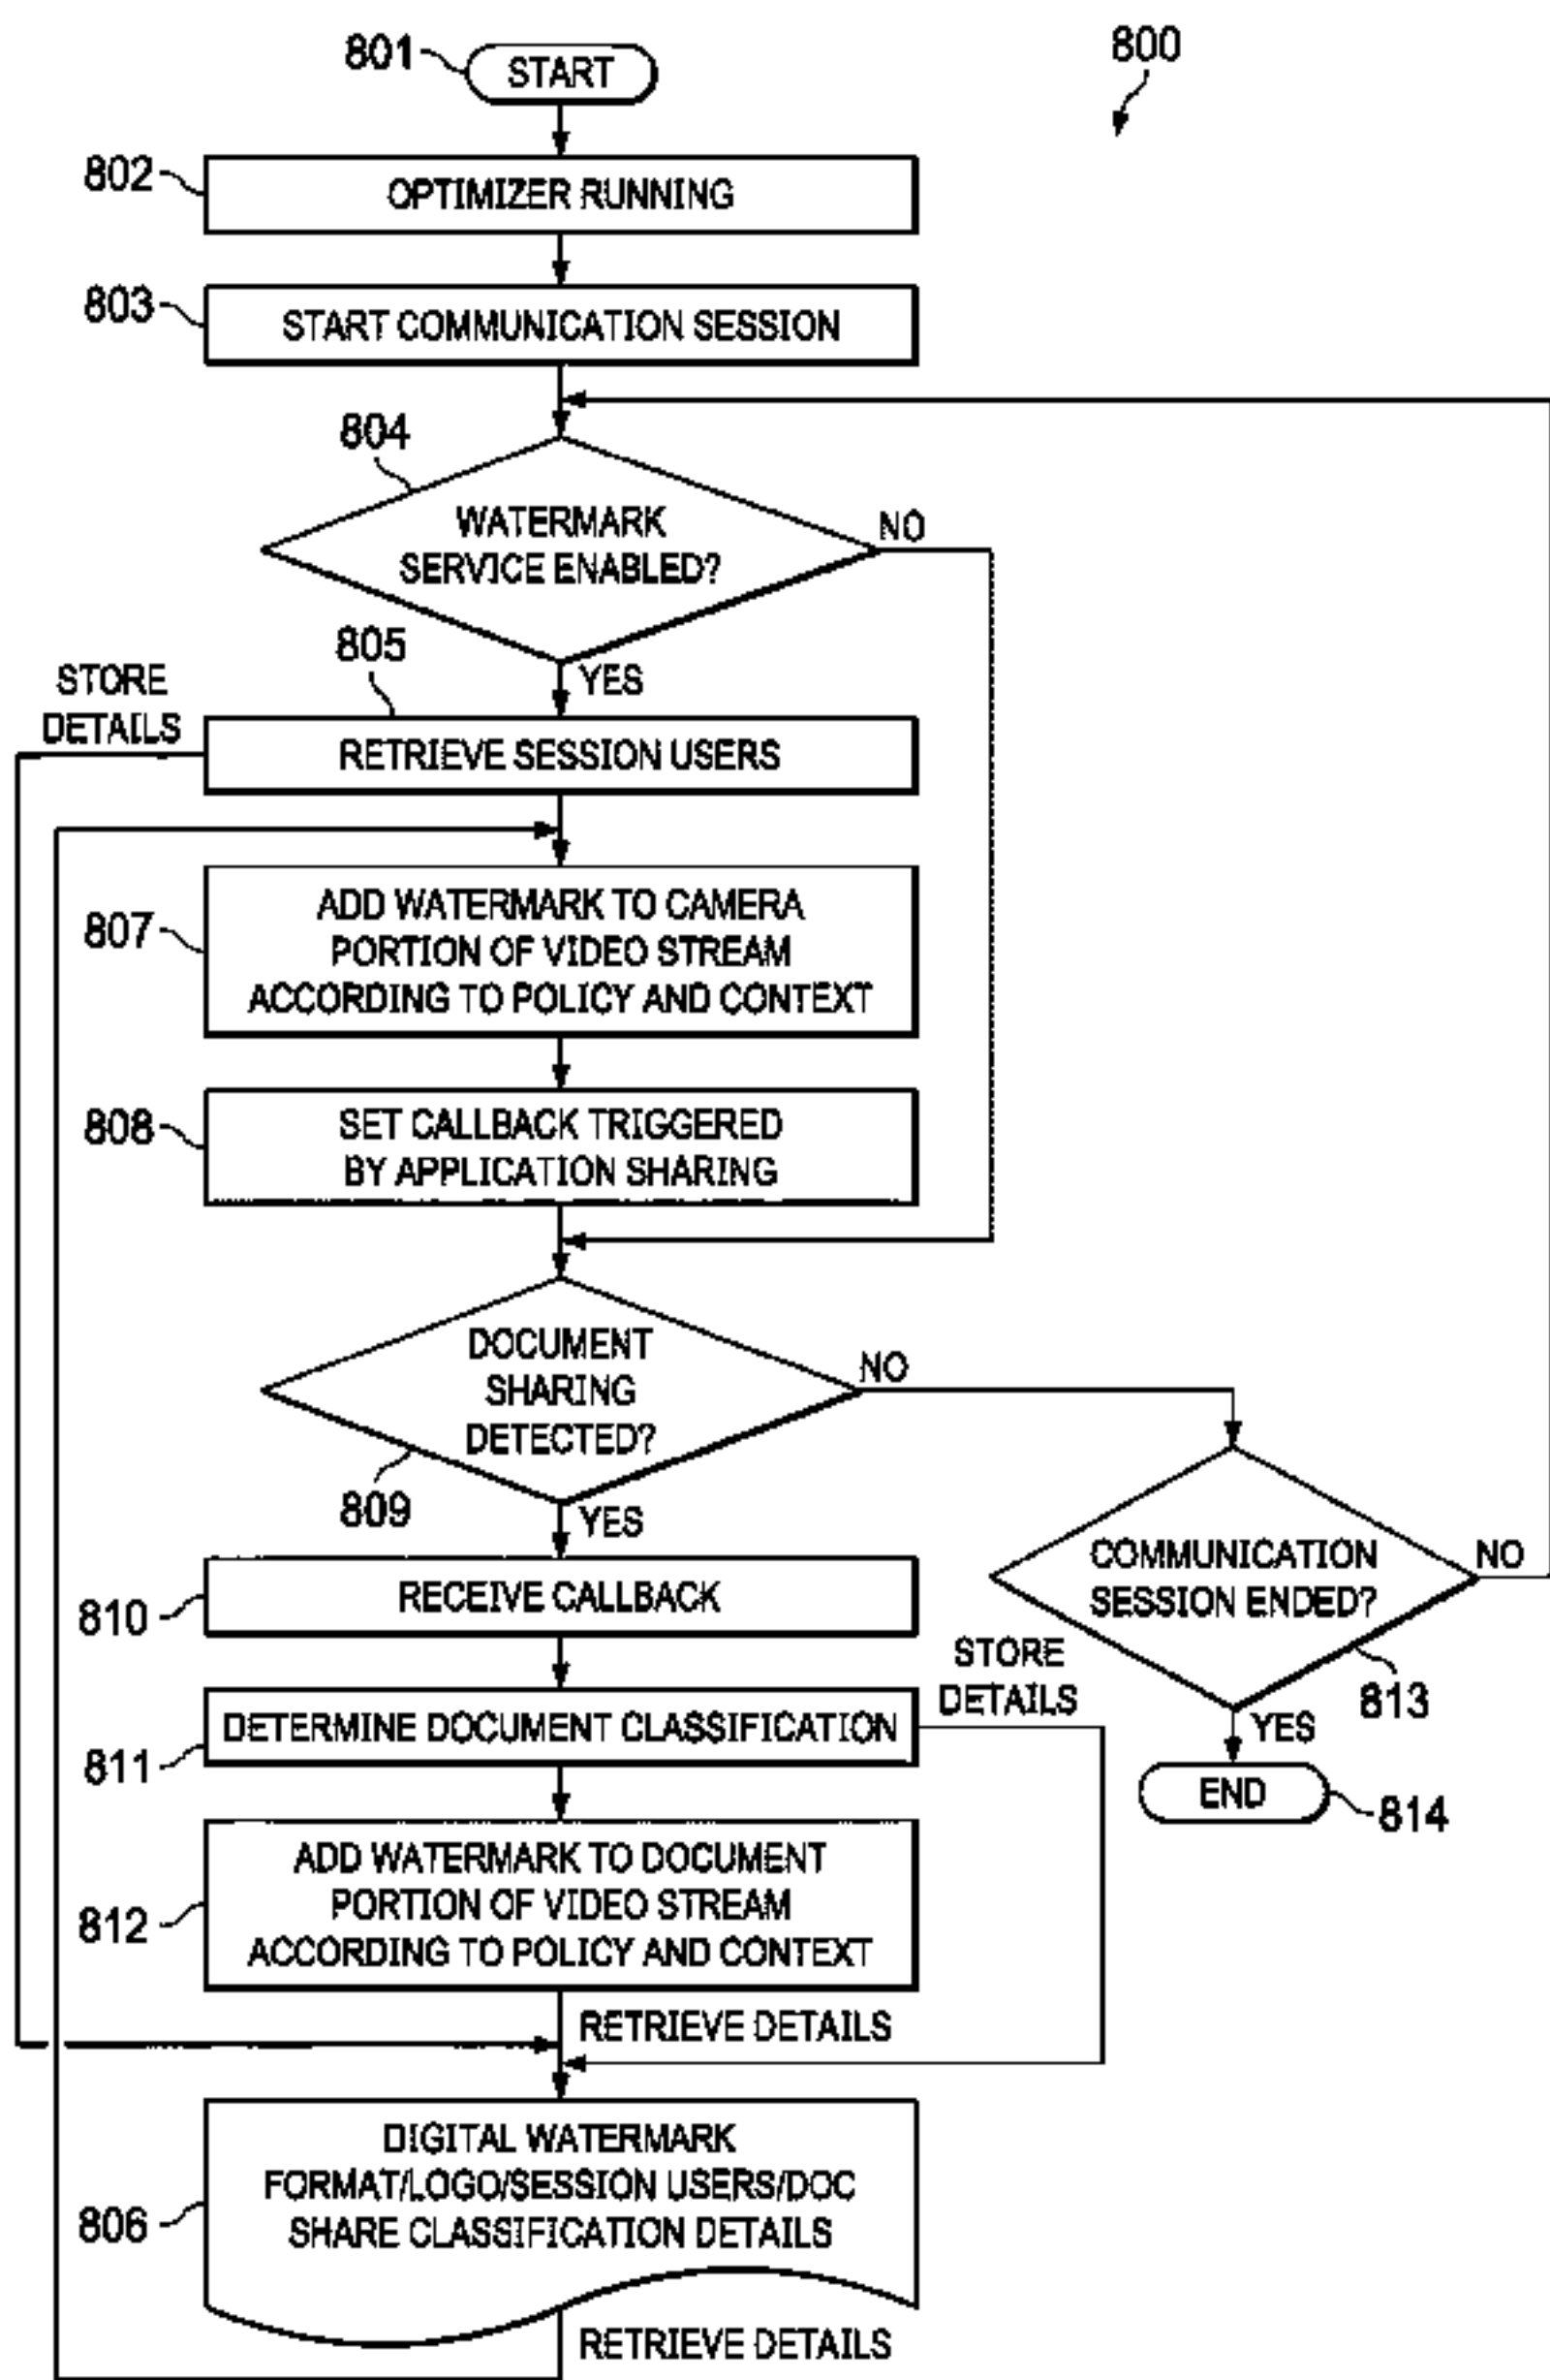 800
801
START
802
OPTIMIZER RUNNING
803
START COMMUNICATION SESSION
804
WATERMARK
SERVICE ENABLED?
NO
YES
805
STORE
DETAILS
RETRIEVE SESSION USERS
807
ADD WATERMARK TO CAMERA
PORTION OF VIDEO STREAM
ACCORDING TO POLICY AND CONTEXT
808
SET CALLBACK TRIGGERED
BY APPLICATION SHARING
DOCUMENT
SHARING
DETECTED?
NO
809
YES
810
RECEIVE CALLBACK
COMMUNICATION
SESSION ENDED?
NO
813
YES
END
814
STORE
DETAILS
811
DETERMINE DOCUMENT CLASSIFICATION
812
ADD WATERMARK TO DOCUMENT
PORTION OF VIDEO STREAM
ACCORDING TO POLICY AND CONTEXT
RETRIEVE DETAILS
806
DIGITAL WATERMARK
FORMAT/LOGO/SESSION USERS/DOC
SHARE CLASSIFICATION DETAILS
RETRIEVE DETAILS